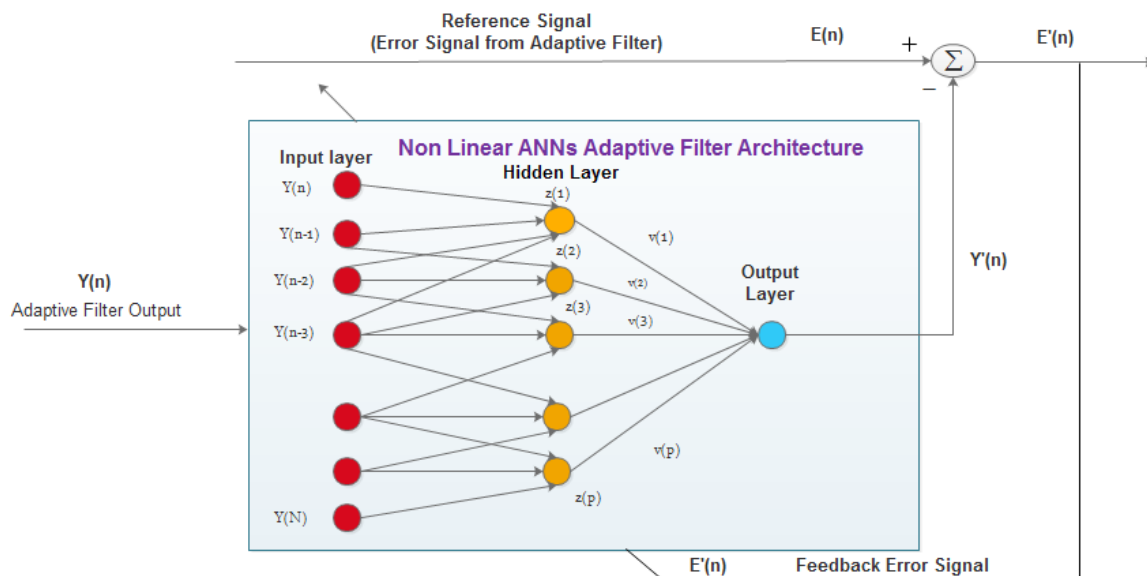 Reference Signal
(Error Signal from Adaptive Filter)
E(n)
+
Σ
E'(n)
−
Non Linear ANNs Adaptive Filter Architecture
Input layer
Hidden Layer
Y(n)
z(1)
Y(n-1)
v(1)
z(2)
Y(n-2)
v(2)
Output
Layer
Y'(n)
Y(n)
Adaptive Filter Output
z(3)
Y(n-3)
v(3)
v(p)
z(p)
Y(N)
E'(n)
Feedback Error Signal